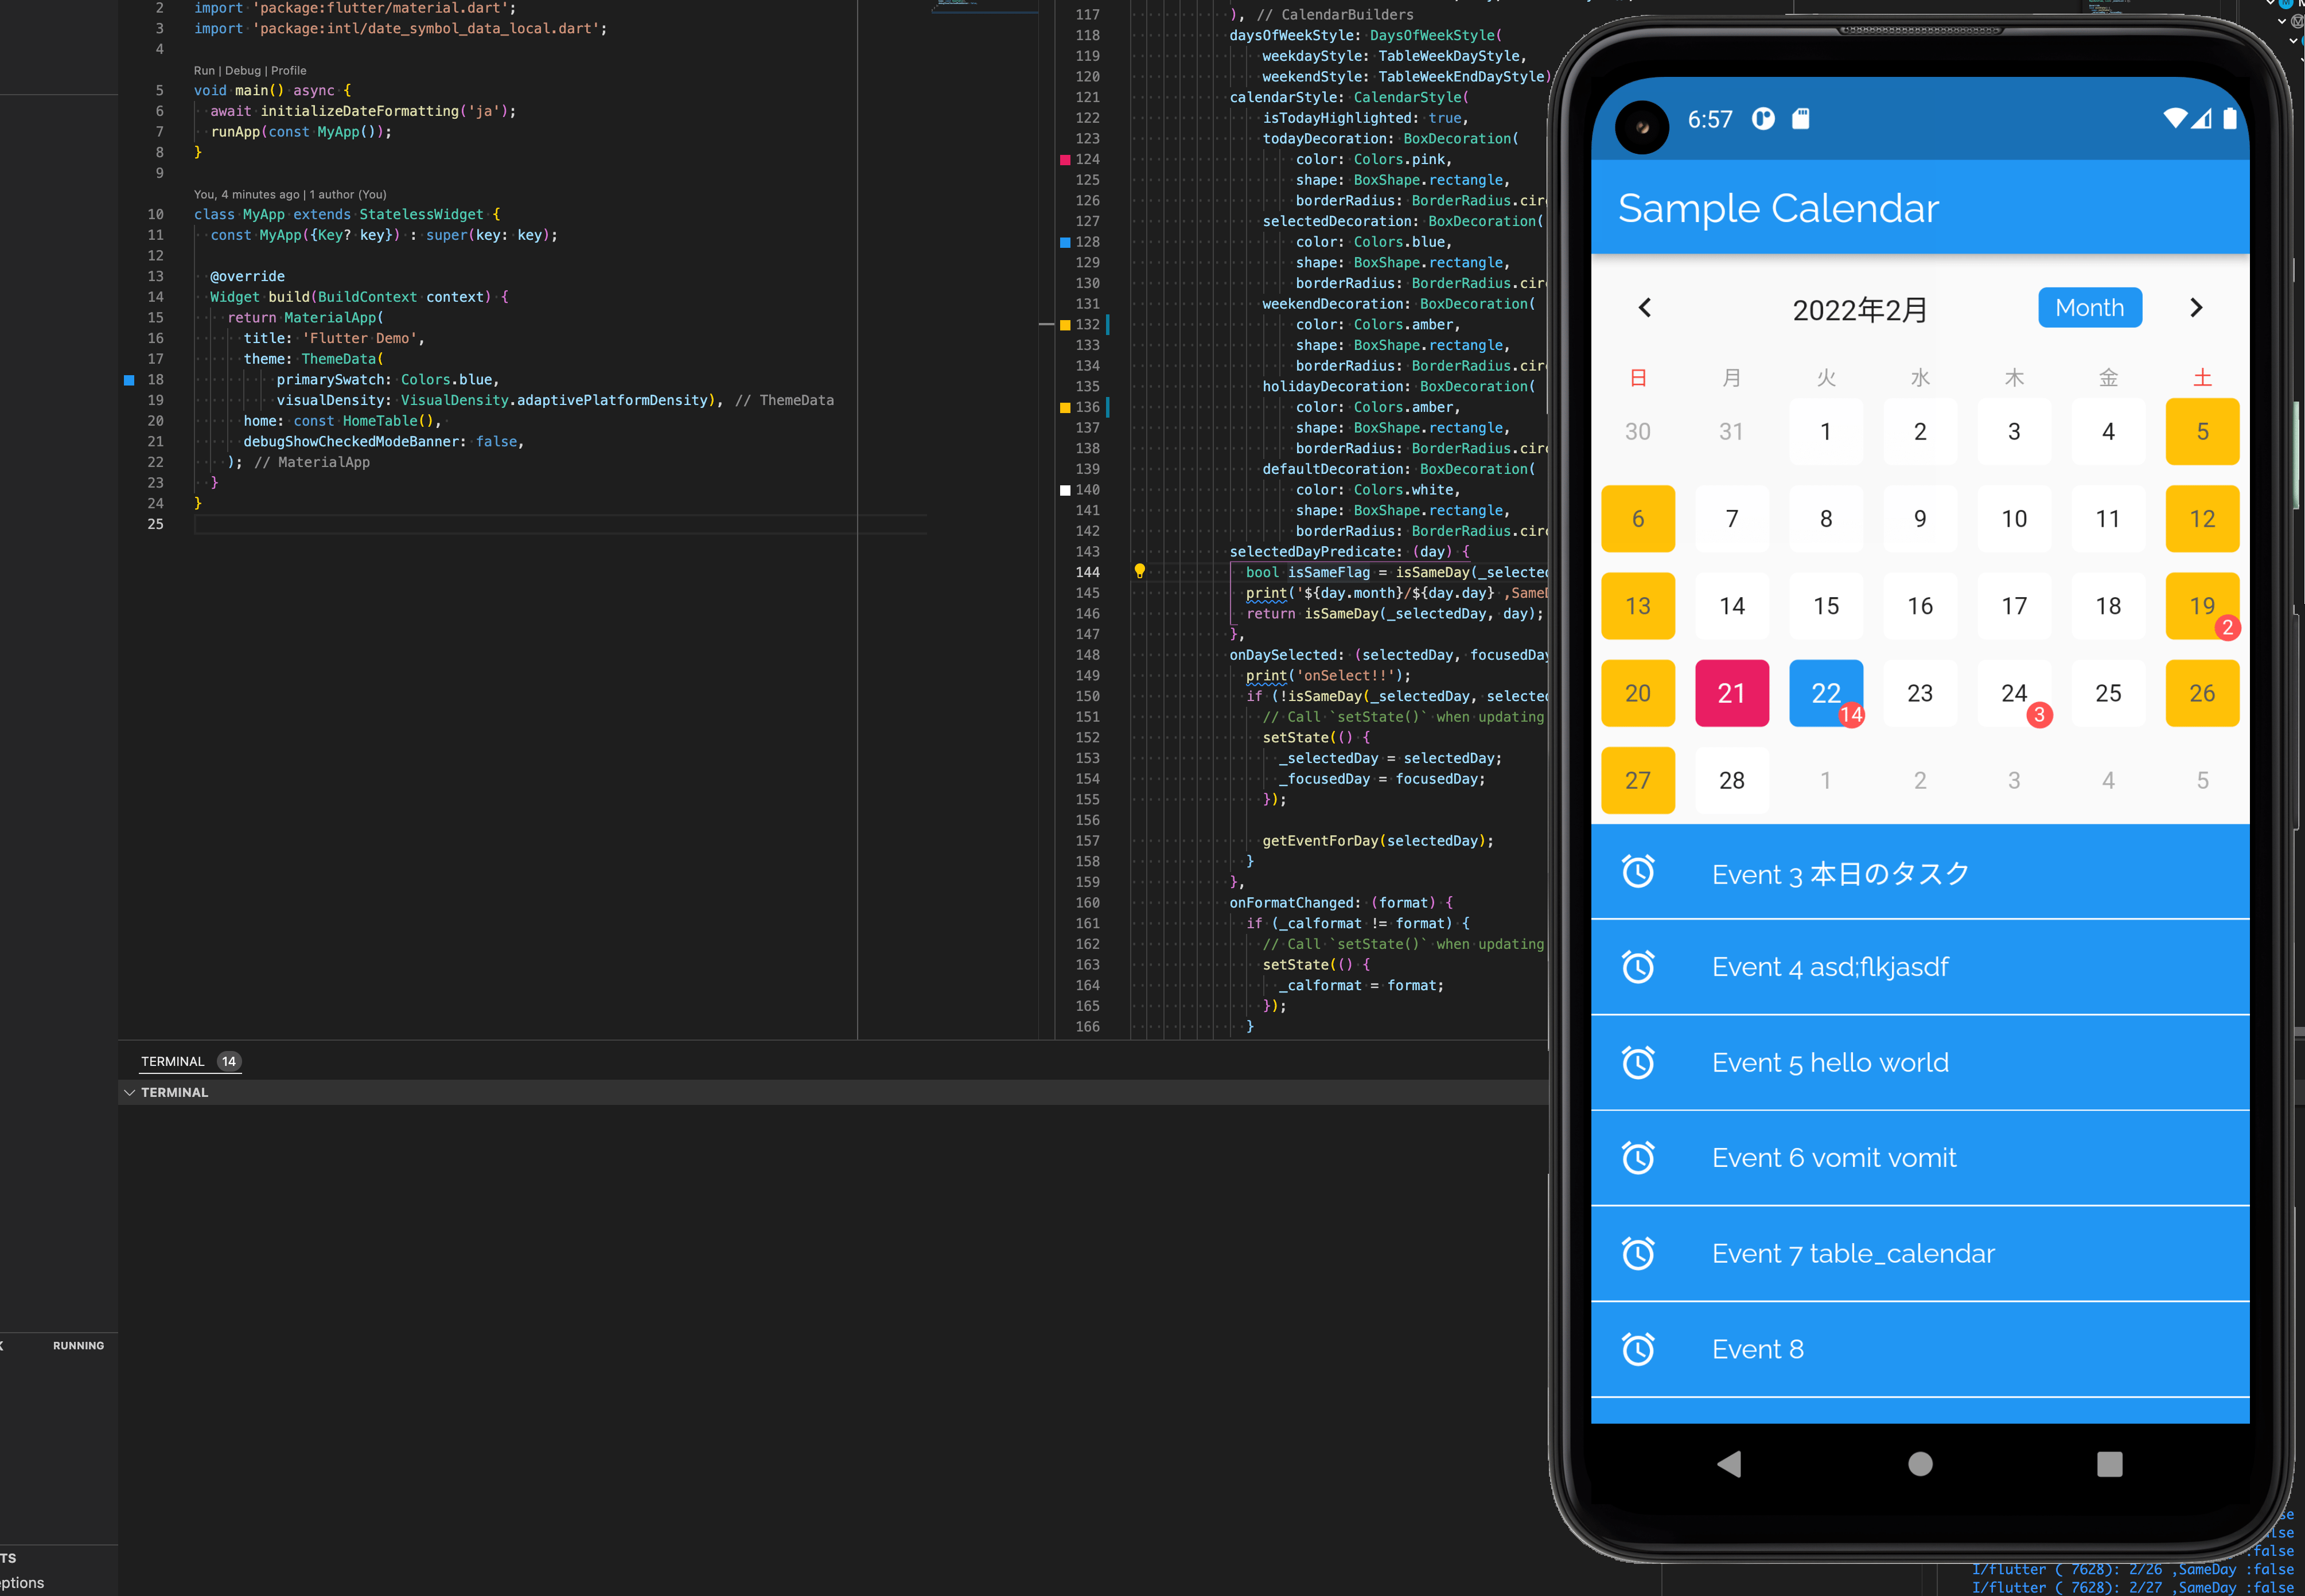 2 import 'package:flutter/material.dart';
3 import 'package:intl/date_symbol_data_local.dart';
4
Run | Debug | Profile
5 void main() async {
6 await initializeDateFormatting('ja');
7 runApp(const MyApp());
8 }
9
You, 4 minutes ago | 1 author (You)
10 class MyApp extends StatelessWidget {
11 const MyApp({Key? key}) : super(key: key);
12
13 @override
14 Widget build(BuildContext context) {
15 return MaterialApp(
16 title: 'Flutter Demo',
17 theme: ThemeData(
18 primarySwatch: Colors.blue,
19 visualDensity: VisualDensity.adaptivePlatformDensity), // ThemeData
20 home: const HomeTable(),
21 debugShowCheckedModeBanner: false,
22 ); // MaterialApp
23 }
24 }
25
117 ), // CalendarBuilders
118 daysOfWeekStyle: DaysOfWeekStyle(
119 weekdayStyle: TableWeekDayStyle,
120 weekendStyle: TableWeekEndDayStyle)
121 calendarStyle: CalendarStyle(
122 isTodayHighlighted: true,
123 todayDecoration: BoxDecoration(
124 color: Colors.pink,
125 shape: BoxShape.rectangle,
126 borderRadius: BorderRadius.circ
127 selectedDecoration: BoxDecoration(
128 color: Colors.blue,
129 shape: BoxShape.rectangle,
130 borderRadius: BorderRadius.circ
131 weekendDecoration: BoxDecoration(
132 color: Colors.amber,
133 shape: BoxShape.rectangle,
134 borderRadius: BorderRadius.circ
135 holidayDecoration: BoxDecoration(
136 color: Colors.amber,
137 shape: BoxShape.rectangle,
138 borderRadius: BorderRadius.circ
139 defaultDecoration: BoxDecoration(
140 color: Colors.white,
141 shape: BoxShape.rectangle,
142 borderRadius: BorderRadius.circ
143 selectedDayPredicate: (day) {
144 bool isSameFlag = isSameDay(_selected
145 print('${day.month}/${day.day} ,SameD
146 return isSameDay(_selectedDay, day);
147 },
148 onDaySelected: (selectedDay, focusedDay
149 print('onSelect!!');
150 if (!isSameDay(_selectedDay, selected
151 // Call `setState()` when updating
152 setState(() {
153 _selectedDay = selectedDay;
154 _focusedDay = focusedDay;
155 });
156
157 getEventForDay(selectedDay);
158 }
159 },
160 onFormatChanged: (format) {
161 if (_calformat != format) {
162 // Call `setState()` when updating
163 setState(() {
164 _calformat = format;
165 });
166 }
TERMINAL 14
TERMINAL
RUNNING
TS
ptions
6:57
Sample Calendar
2022年2月 Month
日 月 火 水 木 金 土
30 31 1 2 3 4 5
6 7 8 9 10 11 12
13 14 15 16 17 18 19 2
20 21 22 14 23 24 3 25 26
27 28 1 2 3 4 5
Event 3 本日のタスク
Event 4 asd;flkjasdf
Event 5 hello world
Event 6 vomit vomit
Event 7 table_calendar
Event 8
se
lse
:false
I/flutter ( 7628): 2/26 ,SameDay :false
I/flutter ( 7628): 2/27 ,SameDay :false